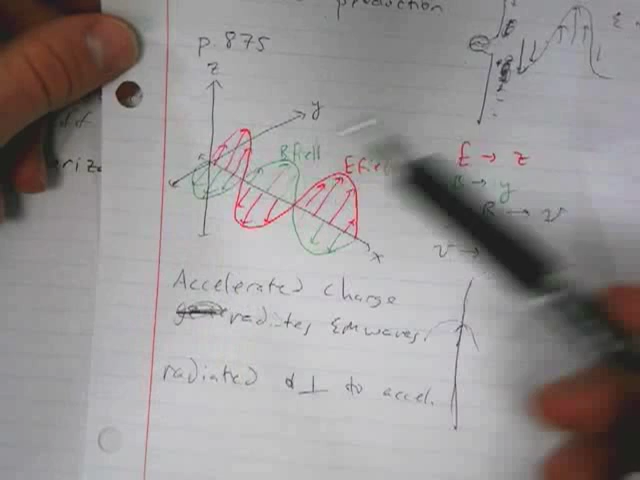 production
p. 875
z
y
B field
E field
x
E → z
B → y
→ v
v →
Accelerated charge
radiates EM waves.
radiated α ⊥ to accel.